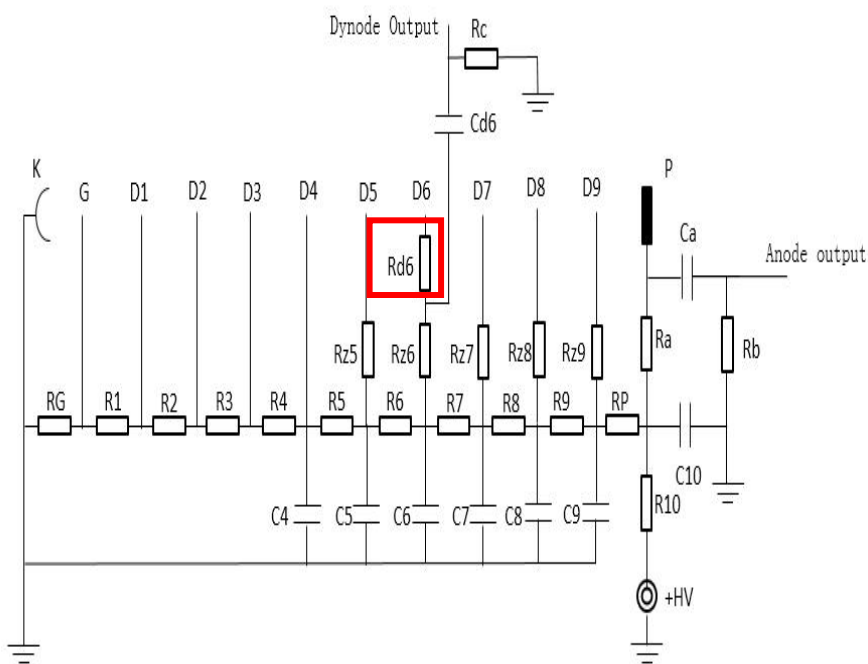 Dynode Output
Rc
Cd6
K
G
D1
D2
D3
D4
D5
D6
D7
D8
D9
P
Ca
Anode output
Rd6
Rz5
Rz6
Rz7
Rz8
Rz9
Ra
Rb
RG
R1
R2
R3
R4
R5
R6
R7
R8
R9
RP
C10
C4
C5
C6
C7
C8
C9
R10
+HV